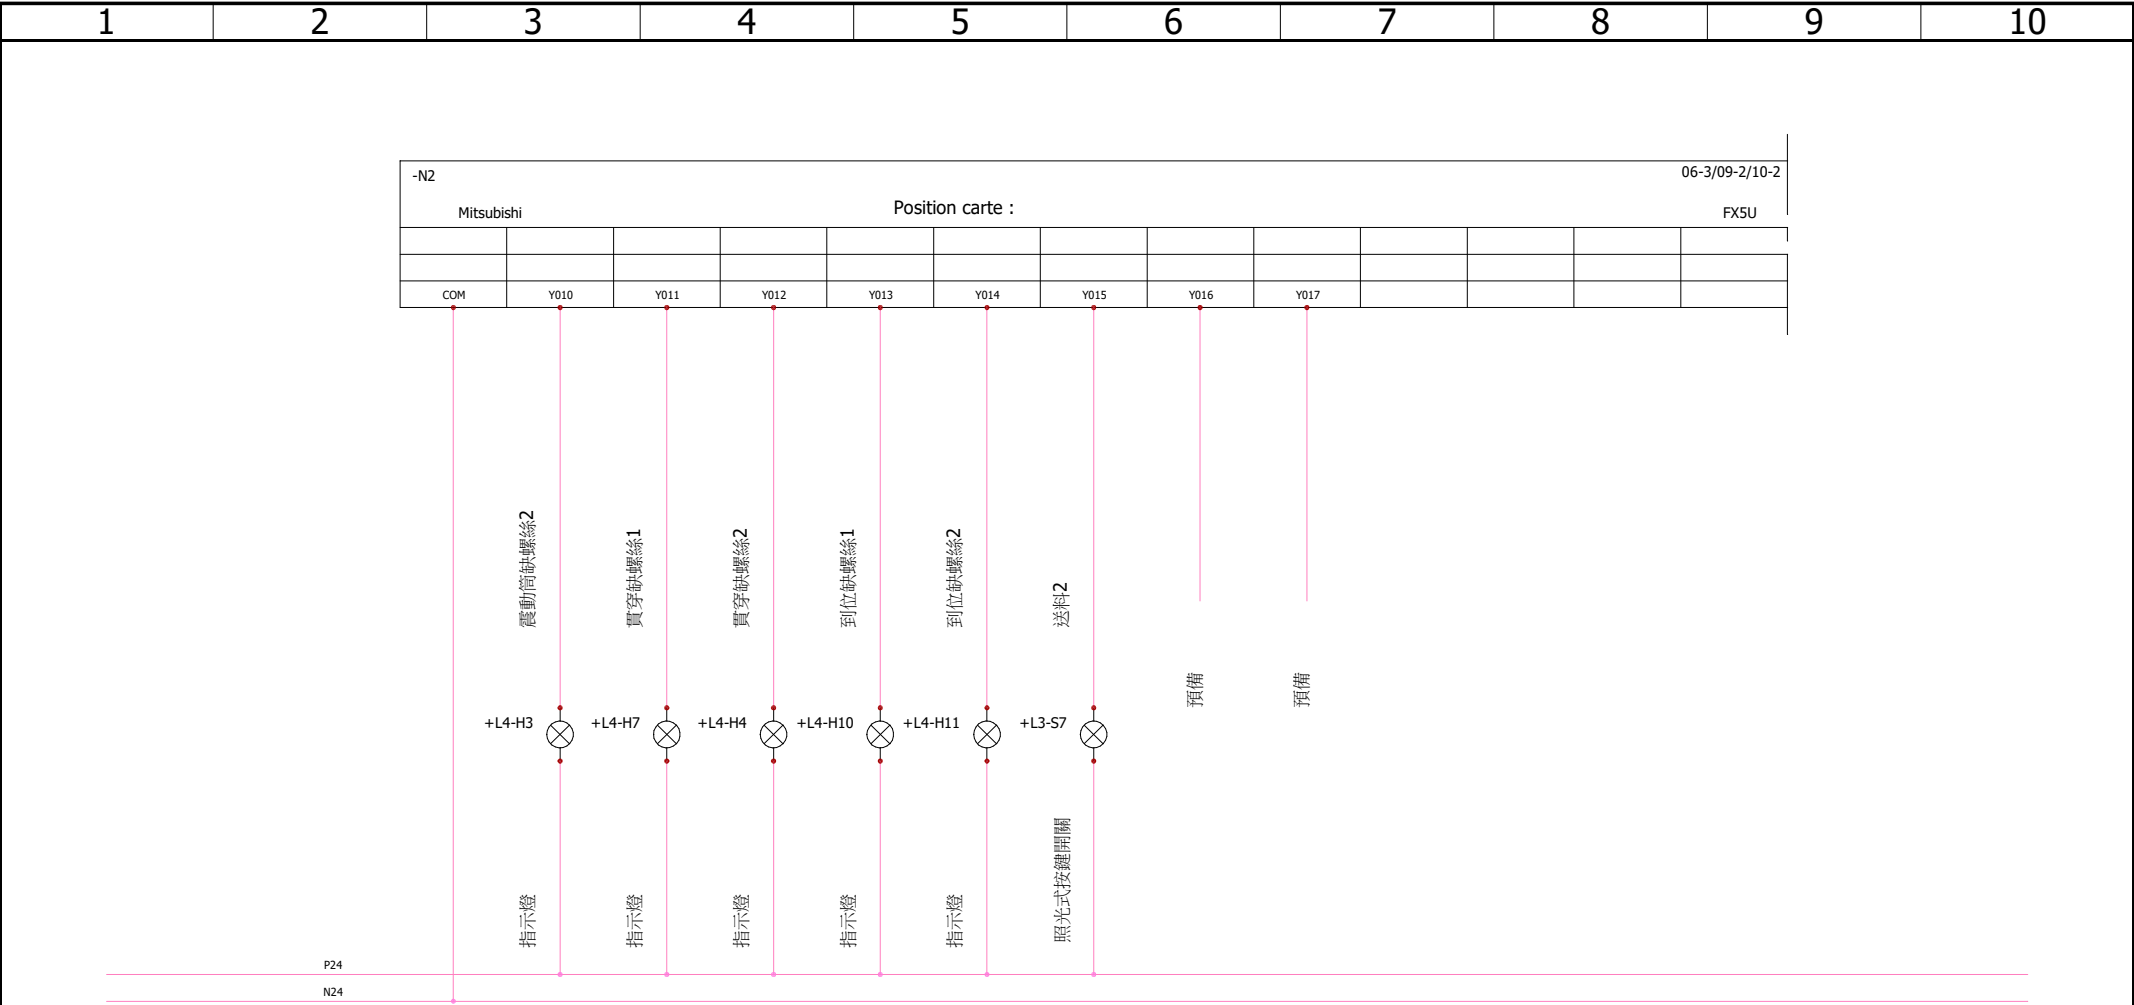 1 2 3 4 5 6 7 8 9 10
-N2 06-3/09-2/10-2
Mitsubishi Position carte : FX5U
COM Y010 Y011 Y012 Y013 Y014 Y015 Y016 Y017
震動筒缺螺絲2
貫穿缺螺絲1
貫穿缺螺絲2
到位缺螺絲1
到位缺螺絲2
送料2
預備
預備
+L4-H3 +L4-H7 +L4-H4 +L4-H10 +L4-H11 +L3-S7
指示燈
指示燈
指示燈
指示燈
指示燈
照光式按鍵開關
P24
N24